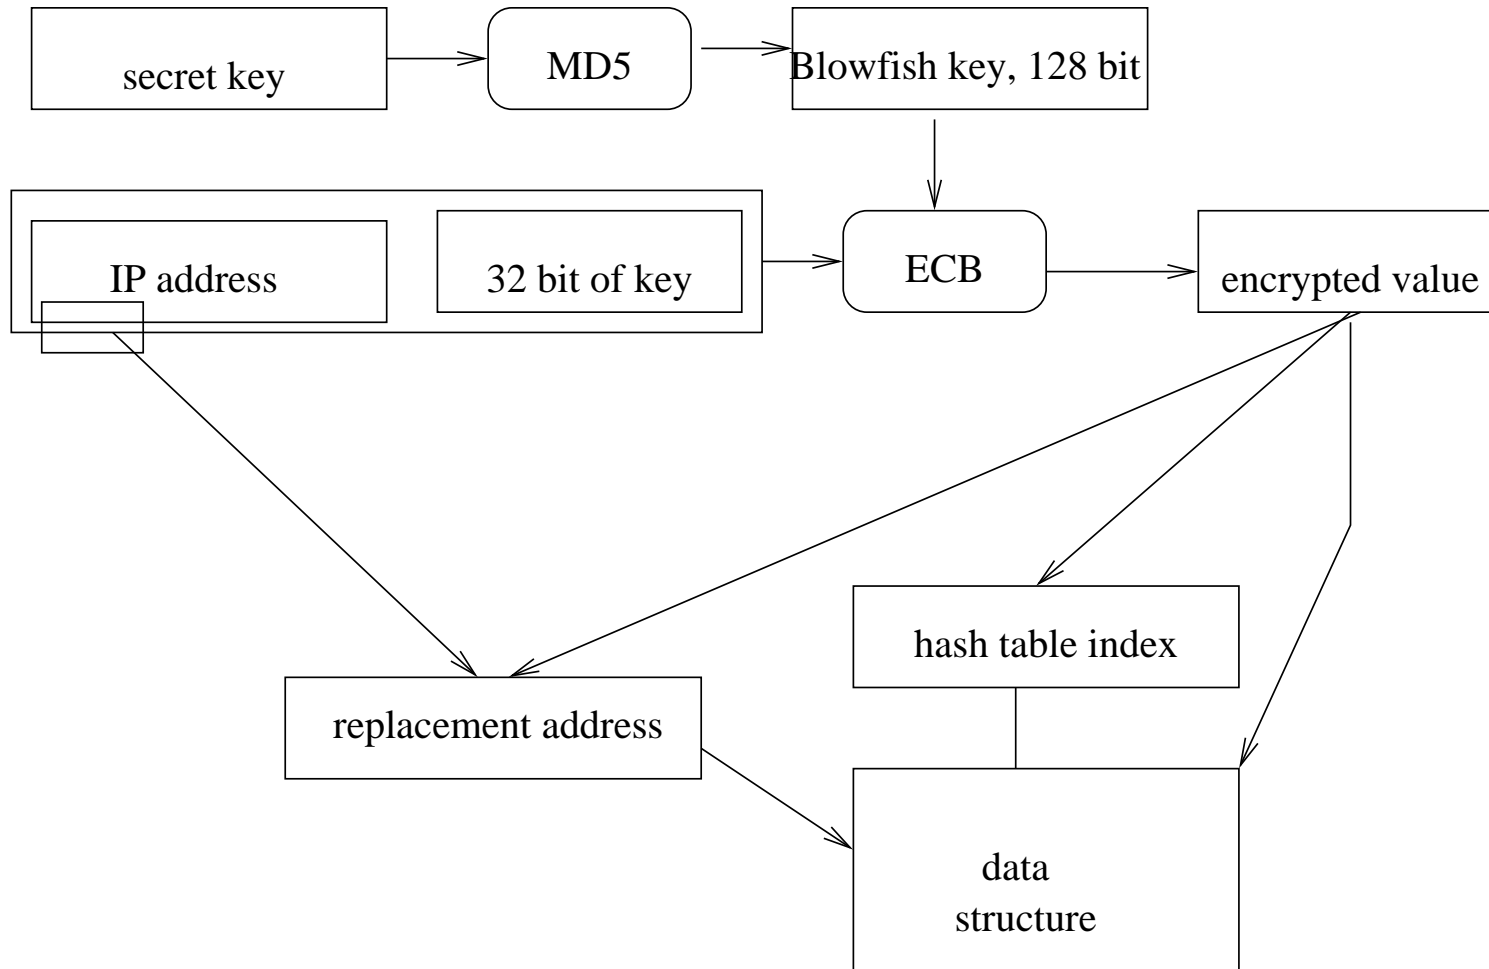 secret key
MD5
Blowfish key, 128 bit
IP address
32 bit of key
ECB
encrypted value
hash table index
replacement address
data
structure